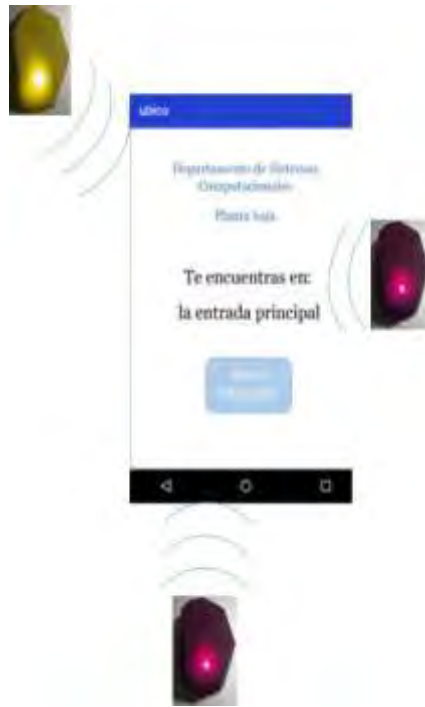 Departamento de Sistemas
Computacionales
Planta baja
Te encuentras en:
la entrada principal